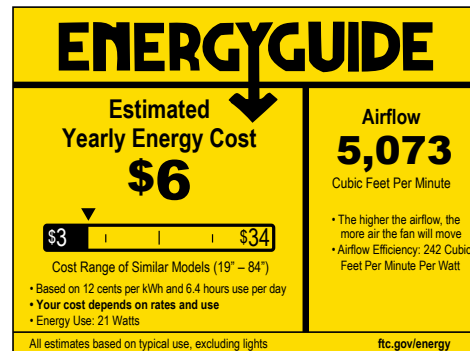 ENERGYGUIDE
Estimated
Yearly Energy Cost
$6
$3
$34
Cost Range of Similar Models (19” – 84”)
• Based on 12 cents per kWh and 6.4 hours use per day
• Your cost depends on rates and use
• Energy Use: 21 Watts
Airflow
5,073
Cubic Feet Per Minute
• The higher the airflow, the
more air the fan will move
• Airflow Efficiency: 242 Cubic
Feet Per Minute Per Watt
All estimates based on typical use, excluding lights
ftc.gov/energy